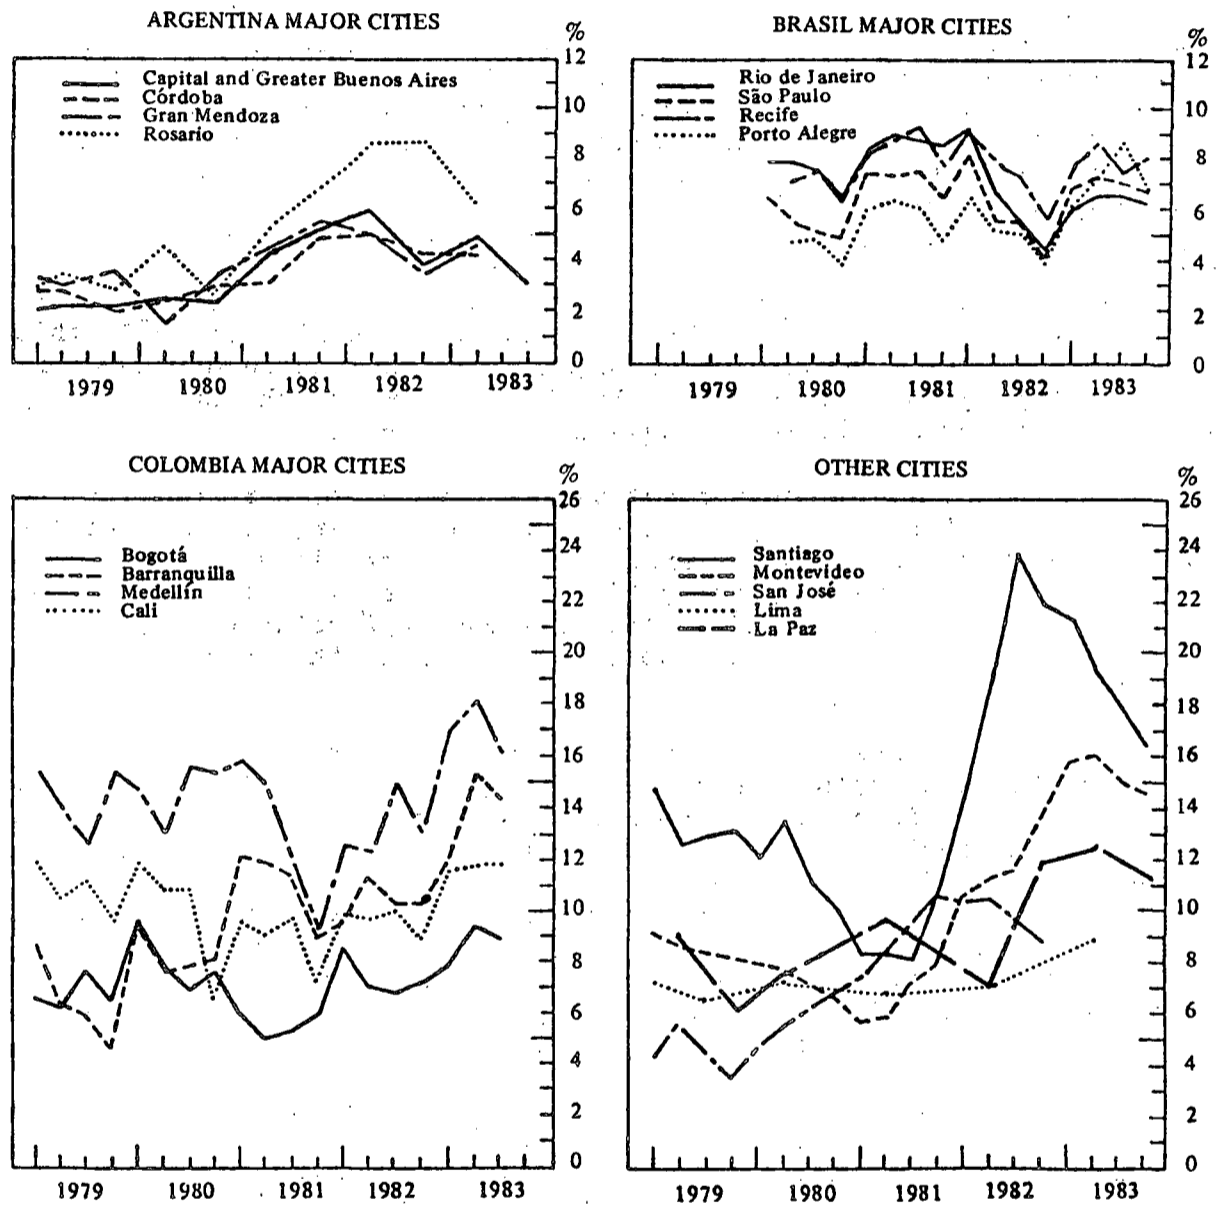 ARGENTINA MAJOR CITIES
%
12
Capital and Greater Buenos Aires
Córdoba
Gran Mendoza
Rosario
10
8
6
4
2
0
1979 1980 1981 1982 1983
BRASIL MAJOR CITIES
%
12
Rio de Janeiro
São Paulo
Recife
Porto Alegre
10
8
6
4
2
0
1979 1980 1981 1982 1983
COLOMBIA MAJOR CITIES
%
26
24
Bogotá
Barranquilla
Medellín
Cali
22
20
18
16
14
12
10
8
6
4
2
0
1979 1980 1981 1982 1983
OTHER CITIES
%
26
24
Santiago
Montevideo
San José
Lima
La Paz
22
20
18
16
14
12
10
8
6
4
2
0
1979 1980 1981 1982 1983